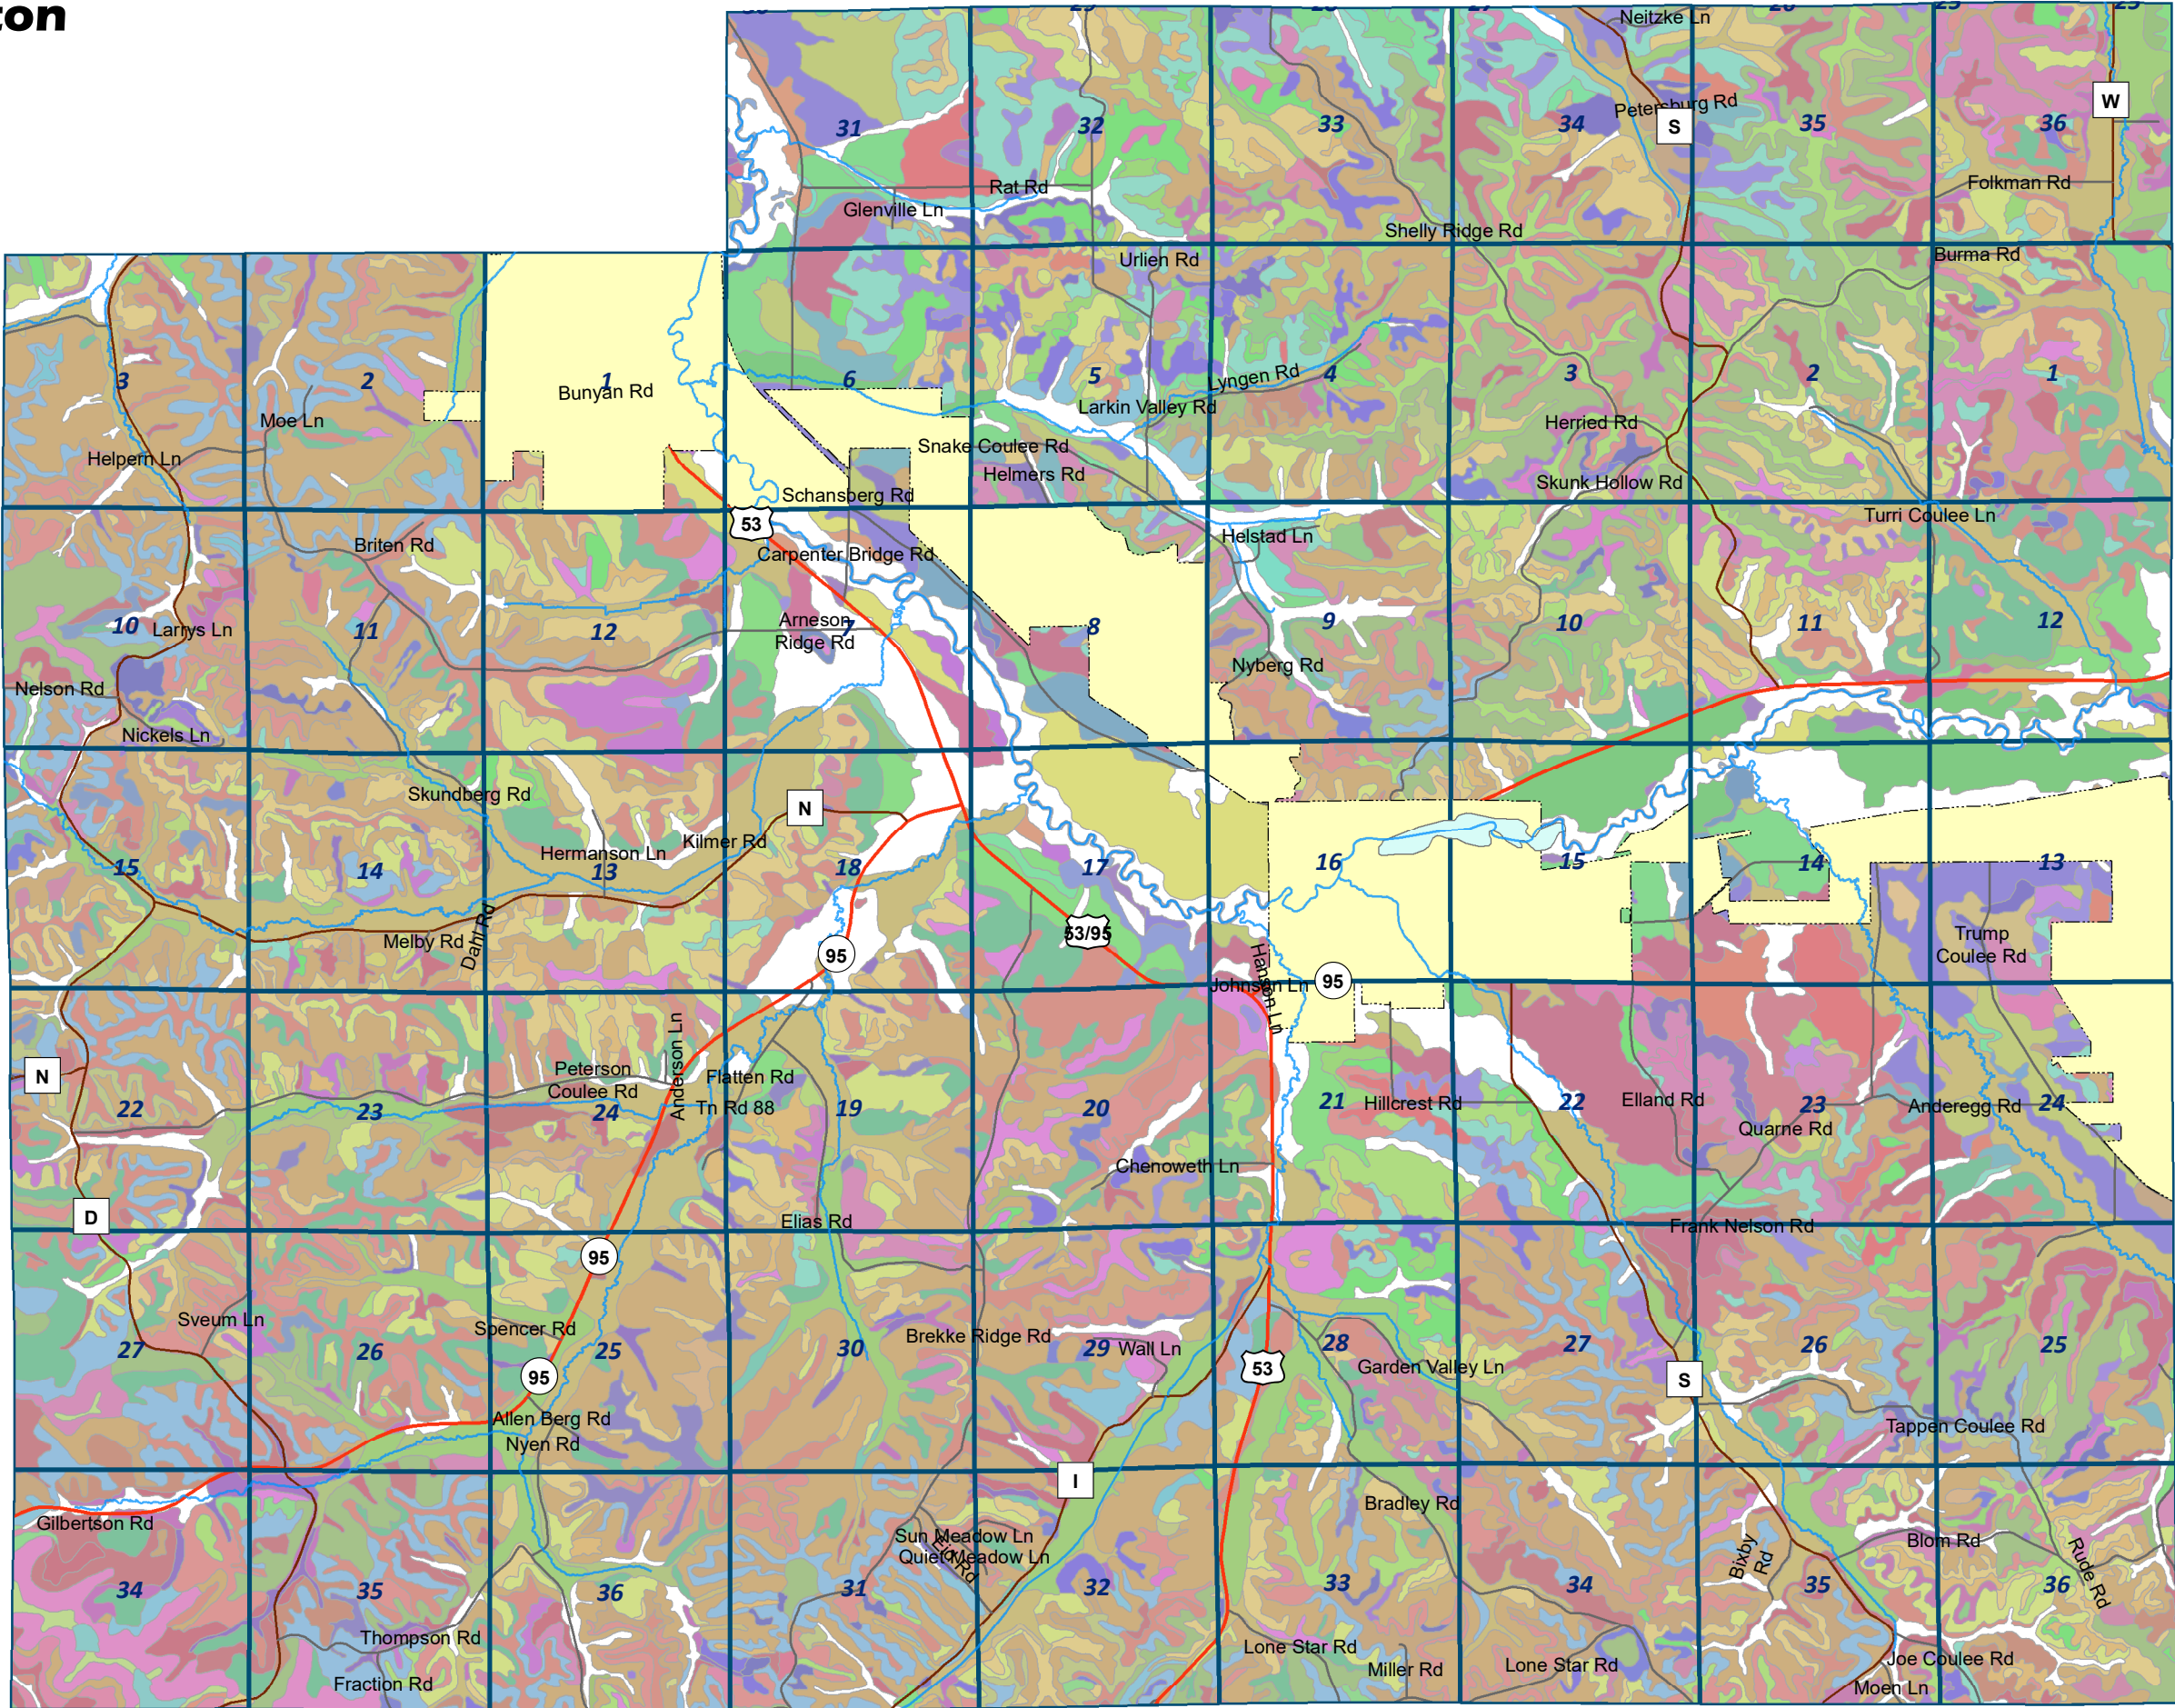 ton
Neitzke Ln
W
Petersburg Rd
S
31
32
33
34
35
36
Rat Rd
Folkman Rd
Glenville Ln
Shelly Ridge Rd
Urlien Rd
Burma Rd
3
2
1
6
5
4
3
2
1
Bunyan Rd
Lyngen Rd
Larkin Valley Rd
Moe Ln
Herried Rd
Helpern Ln
Snake Coulee Rd
Helmers Rd
Skunk Hollow Rd
Schansberg Rd
Turri Coulee Ln
53
Helstad Ln
Briten Rd
Carpenter Bridge Rd
10
Larrys Ln
11
12
Arneson
Ridge Rd
7
8
9
10
11
12
Nyberg Rd
Nelson Rd
Nickels Ln
Skundberg Rd
N
Kilmer Rd
Hermanson Ln
15
14
13
18
17
16
15
14
13
Melby Rd
Dahl Rd
53/95
Trump
Coulee Rd
95
Hanson Ln
Johnson Ln
95
N
Peterson
Coulee Rd
Anderson Ln
Flatten Rd
Tn Rd 88
22
23
24
19
20
21
Hillcrest Rd
22
Elland Rd
23
Anderegg Rd
24
Quarne Rd
Chenoweth Ln
D
Elias Rd
Frank Nelson Rd
95
Sveum Ln
Spencer Rd
27
26
25
30
Brekke Ridge Rd
29
Wall Ln
28
27
26
25
53
Garden Valley Ln
95
S
Allen Berg Rd
Nyen Rd
Tappen Coulee Rd
I
Bradley Rd
Gilbertson Rd
Sun Meadow Ln
Quiet Meadow Ln
Eid Rd
Blom Rd
Bixby
Rd
Rude Rd
34
35
36
31
32
33
34
35
36
Thompson Rd
Lone Star Rd
Lone Star Rd
Miller Rd
Joe Coulee Rd
Fraction Rd
Moen Ln